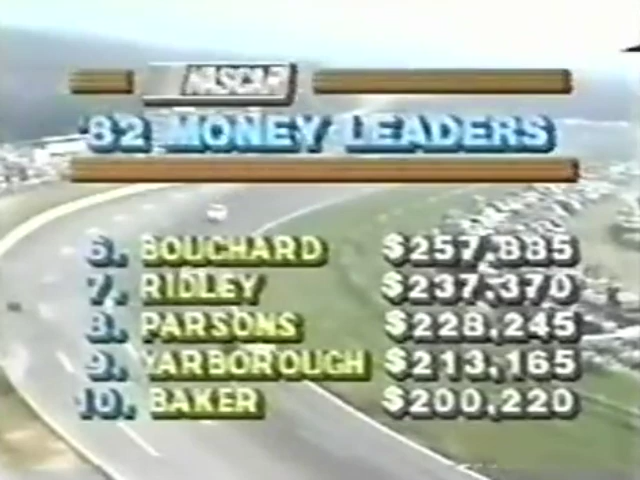 NASCAR
'82 MONEY LEADERS
6. BOUCHARD $257,885
7. RIDLEY $237,370
8. PARSONS $228,245
9. YARBOROUGH $213,165
10. BAKER $200,220